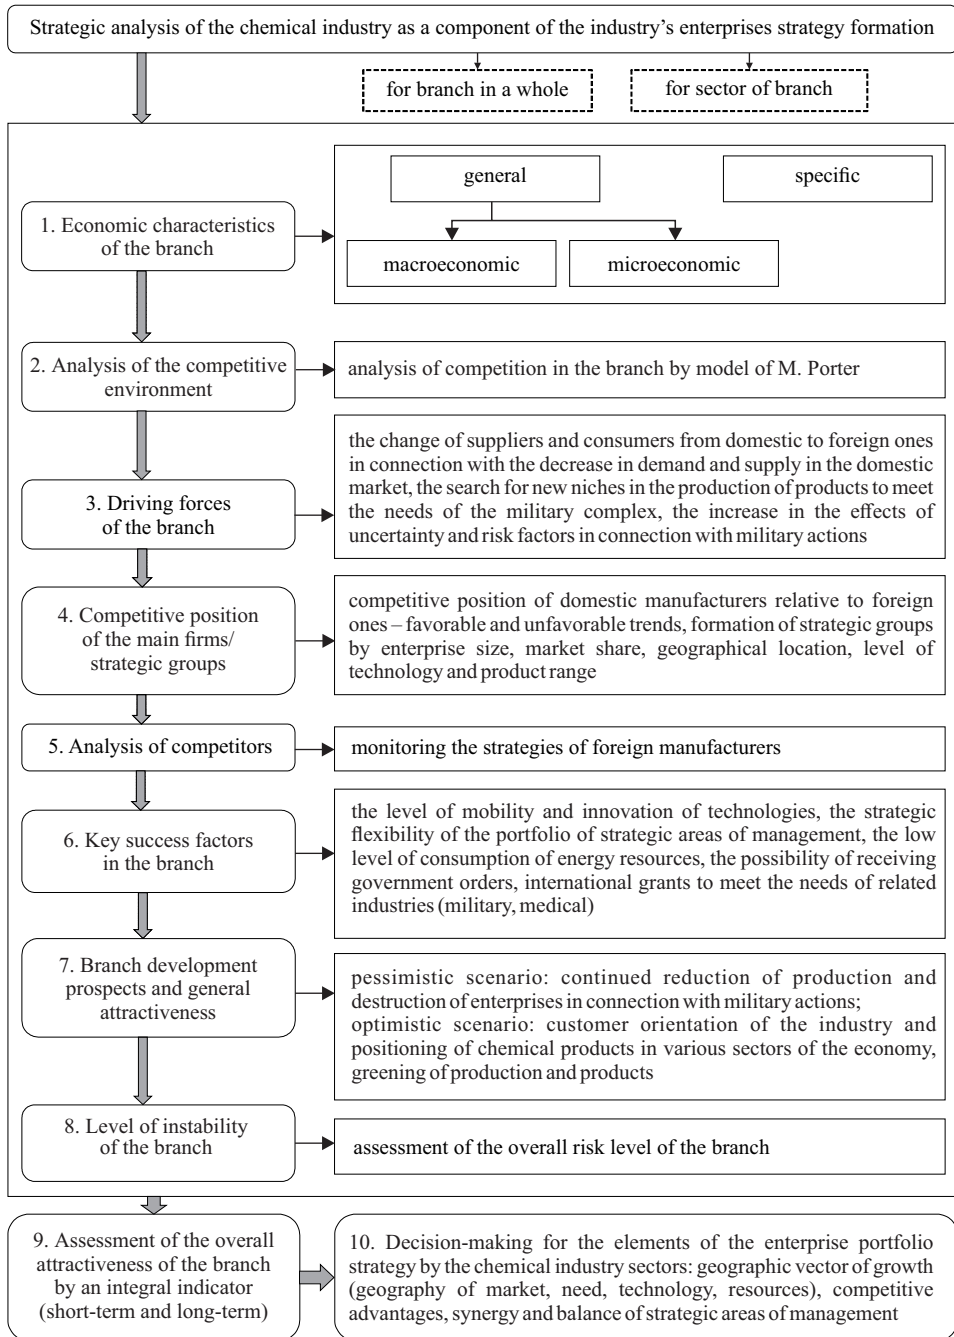 Strategic analysis of the chemical industry as a component of the industry's enterprises strategy formation
for branch in a whole
for sector of branch
general
specific
1. Economic characteristics
of the branch
macroeconomic
microeconomic
2. Analysis of the competitive
environment
analysis of competition in the branch by model of M. Porter
3. Driving forces
of the branch
the change of suppliers and consumers from domestic to foreign ones
in connection with the decrease in demand and supply in the domestic
market, the search for new niches in the production of products to meet
the needs of the military complex, the increase in the effects of
uncertainty and risk factors in connection with military actions
4. Competitive position
of the main firms/
strategic groups
competitive position of domestic manufacturers relative to foreign
ones – favorable and unfavorable trends, formation of strategic groups
by enterprise size, market share, geographical location, level of
technology and product range
5. Analysis of competitors
monitoring the strategies of foreign manufacturers
6. Key success factors
in the branch
the level of mobility and innovation of technologies, the strategic
flexibility of the portfolio of strategic areas of management, the low
level of consumption of energy resources, the possibility of receiving
government orders, international grants to meet the needs of related
industries (military, medical)
7. Branch development
prospects and general
attractiveness
pessimistic scenario: continued reduction of production and
destruction of enterprises in connection with military actions;
optimistic scenario: customer orientation of the industry and
positioning of chemical products in various sectors of the economy,
greening of production and products
8. Level of instability
of the branch
assessment of the overall risk level of the branch
9. Assessment of the overall
attractiveness of the branch
by an integral indicator
(short-term and long-term)
10. Decision-making for the elements of the enterprise portfolio
strategy by the chemical industry sectors: geographic vector of growth
(geography of market, need, technology, resources), competitive
advantages, synergy and balance of strategic areas of management